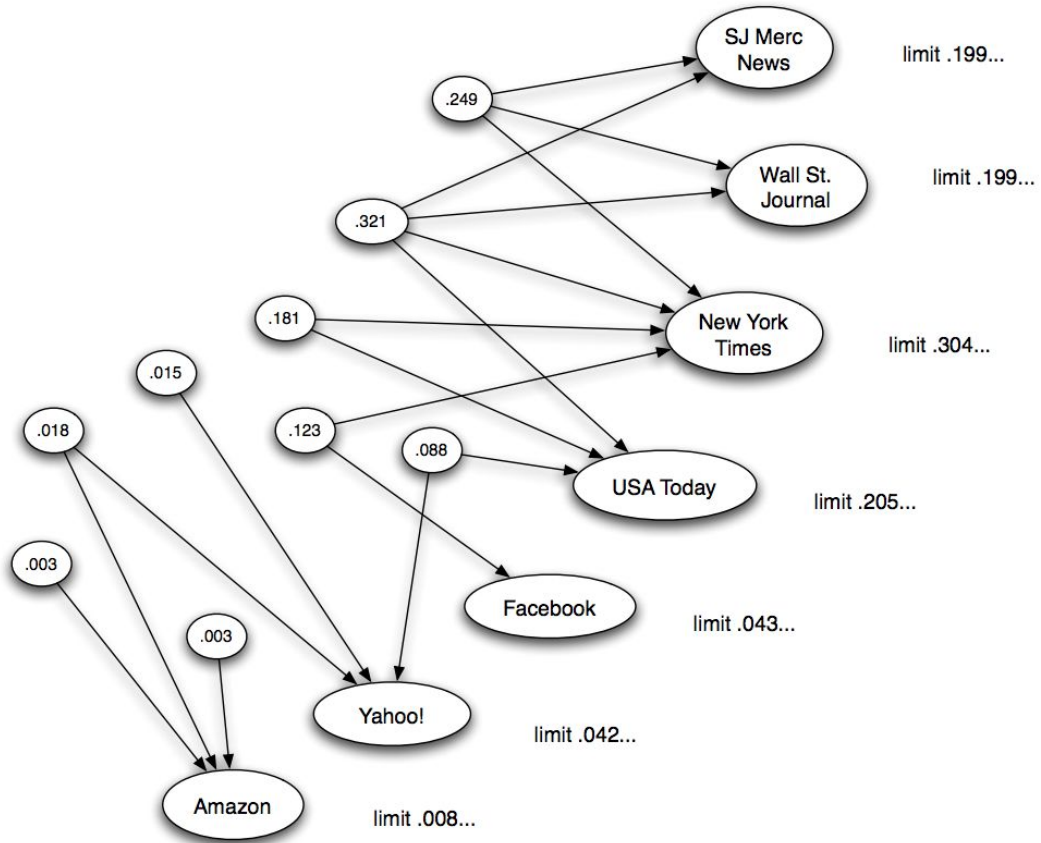 SJ Merc
News
limit .199...
.249
Wall St.
Journal
limit .199...
.321
.181
New York
Times
limit .304...
.015
.018
.123
.088
USA Today
limit .205...
.003
Facebook
limit .043...
.003
Yahoo!
limit .042...
Amazon
limit .008...